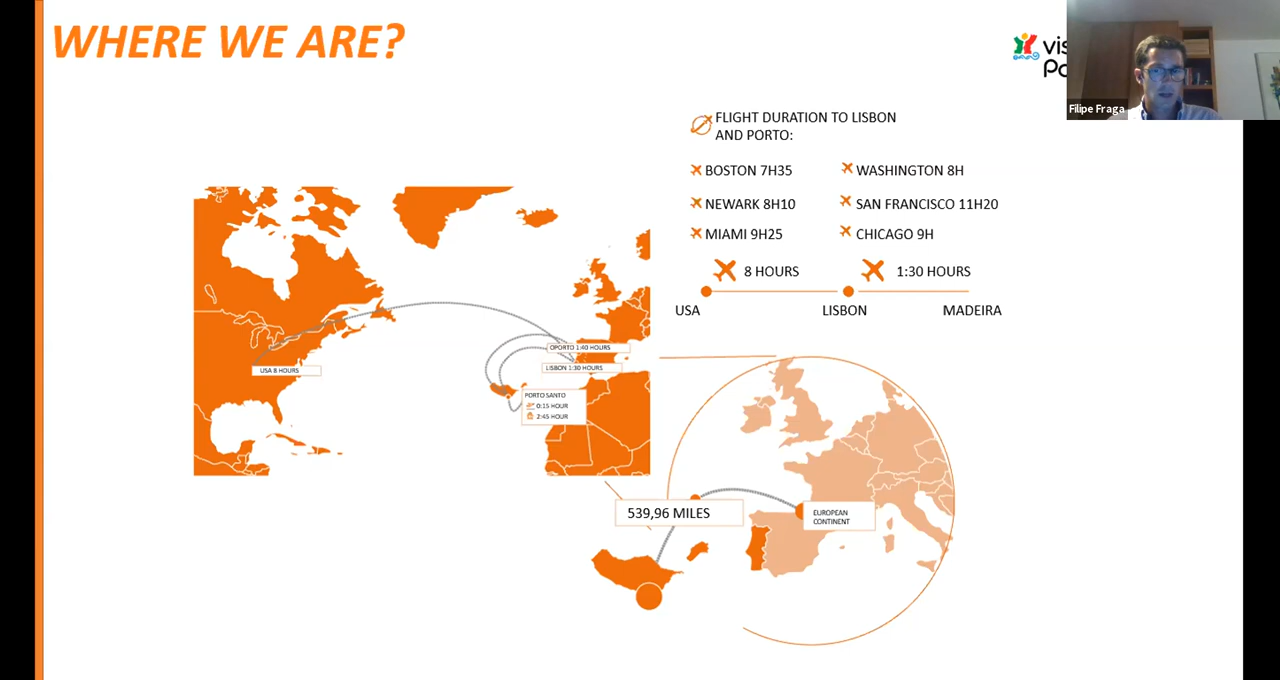 WHERE WE ARE?
Filipe Fraga
FLIGHT DURATION TO LISBON
AND PORTO:
BOSTON 7H35
WASHINGTON 8H
NEWARK 8H10
SAN FRANCISCO 11H20
MIAMI 9H25
CHICAGO 9H
8 HOURS
1:30 HOURS
USA
LISBON
MADEIRA
OPORTO 1:40 HOURS
LISBON 1:30 HOURS
USA 8 HOURS
PORTO SANTO
0:15 HOUR
2:45 HOUR
539,96 MILES
EUROPEAN
CONTINENT